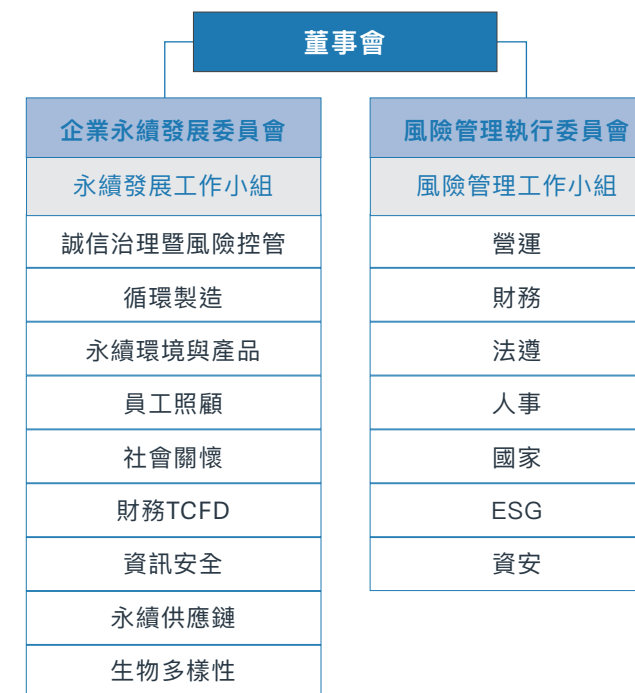 董事會
企業永續發展委員會
永續發展工作小組
誠信治理暨風險控管
循環製造
永續環境與產品
員工照顧
社會關懷
財務TCFD
資訊安全
永續供應鏈
生物多樣性
風險管理執行委員會
風險管理工作小組
營運
財務
法遵
人事
國家
ESG
資安